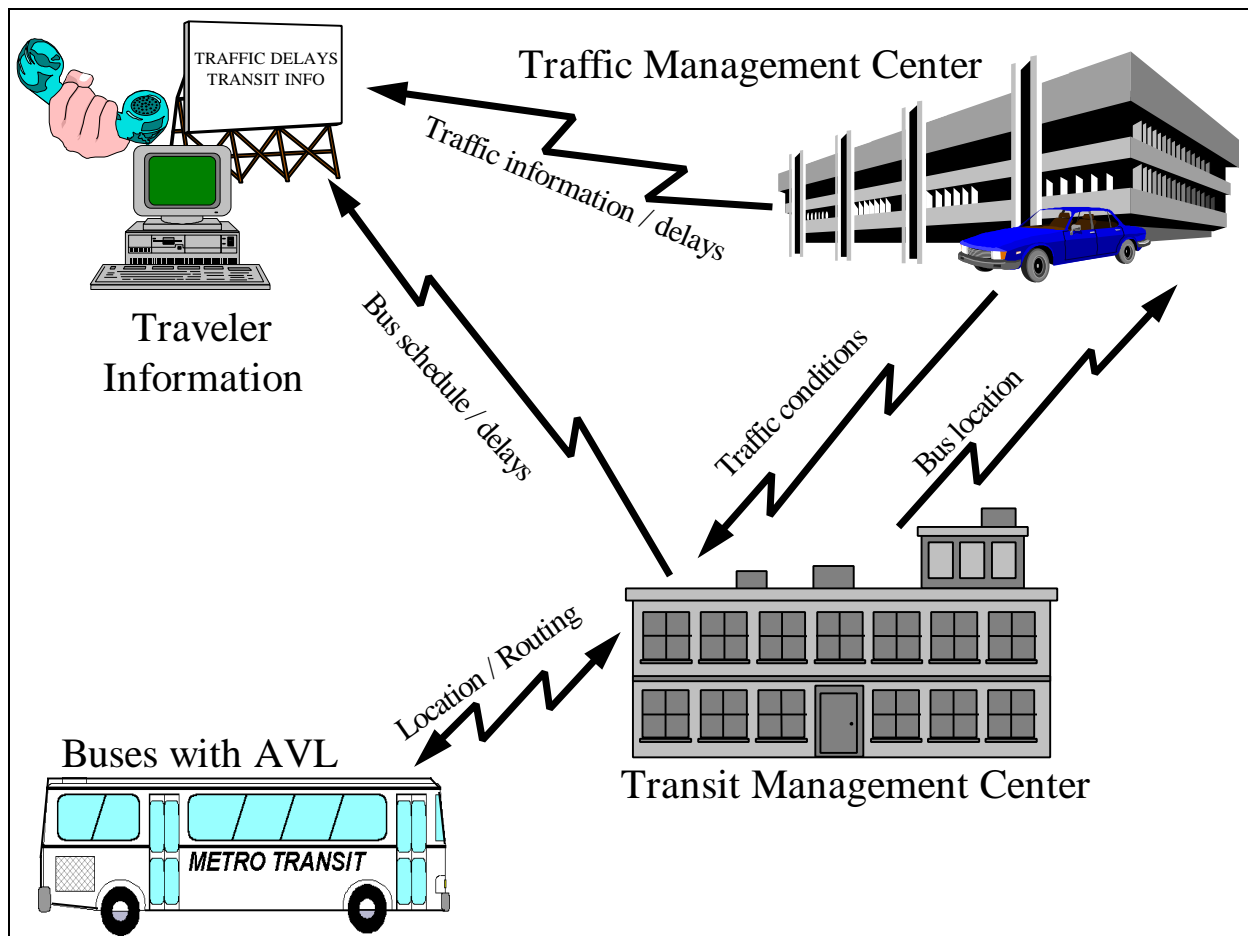 TRAFFIC DELAYS
TRANSIT INFO
Traffic Management Center
Traffic information / delays
Traveler
Information
Bus schedule / delays
Traffic conditions
Bus location
Location / Routing
Buses with AVL
Transit Management Center
METRO TRANSIT